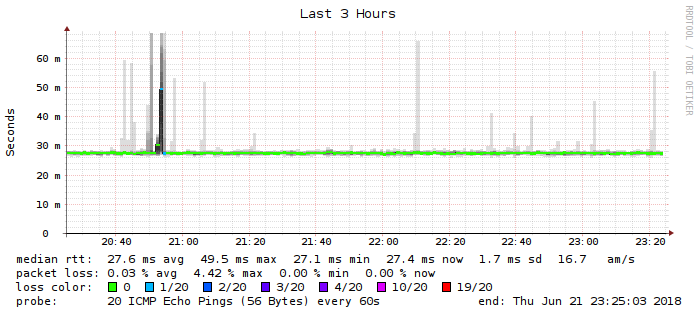 Last 3 Hours
RRDTOOL / TOBI OETIKER
Seconds
60 m
50 m
40 m
30 m
20 m
10 m
0
20:40 21:00 21:20 21:40 22:00 22:20 22:40 23:00 23:20
median rtt: 27.6 ms avg 49.5 ms max 27.1 ms min 27.4 ms now 1.7 ms sd 16.7 am/s
packet loss: 0.03 % avg 4.42 % max 0.00 % min 0.00 % now
loss color: 0 1/20 2/20 3/20 4/20 10/20 19/20
probe: 20 ICMP Echo Pings (56 Bytes) every 60s end: Thu Jun 21 23:25:03 2018